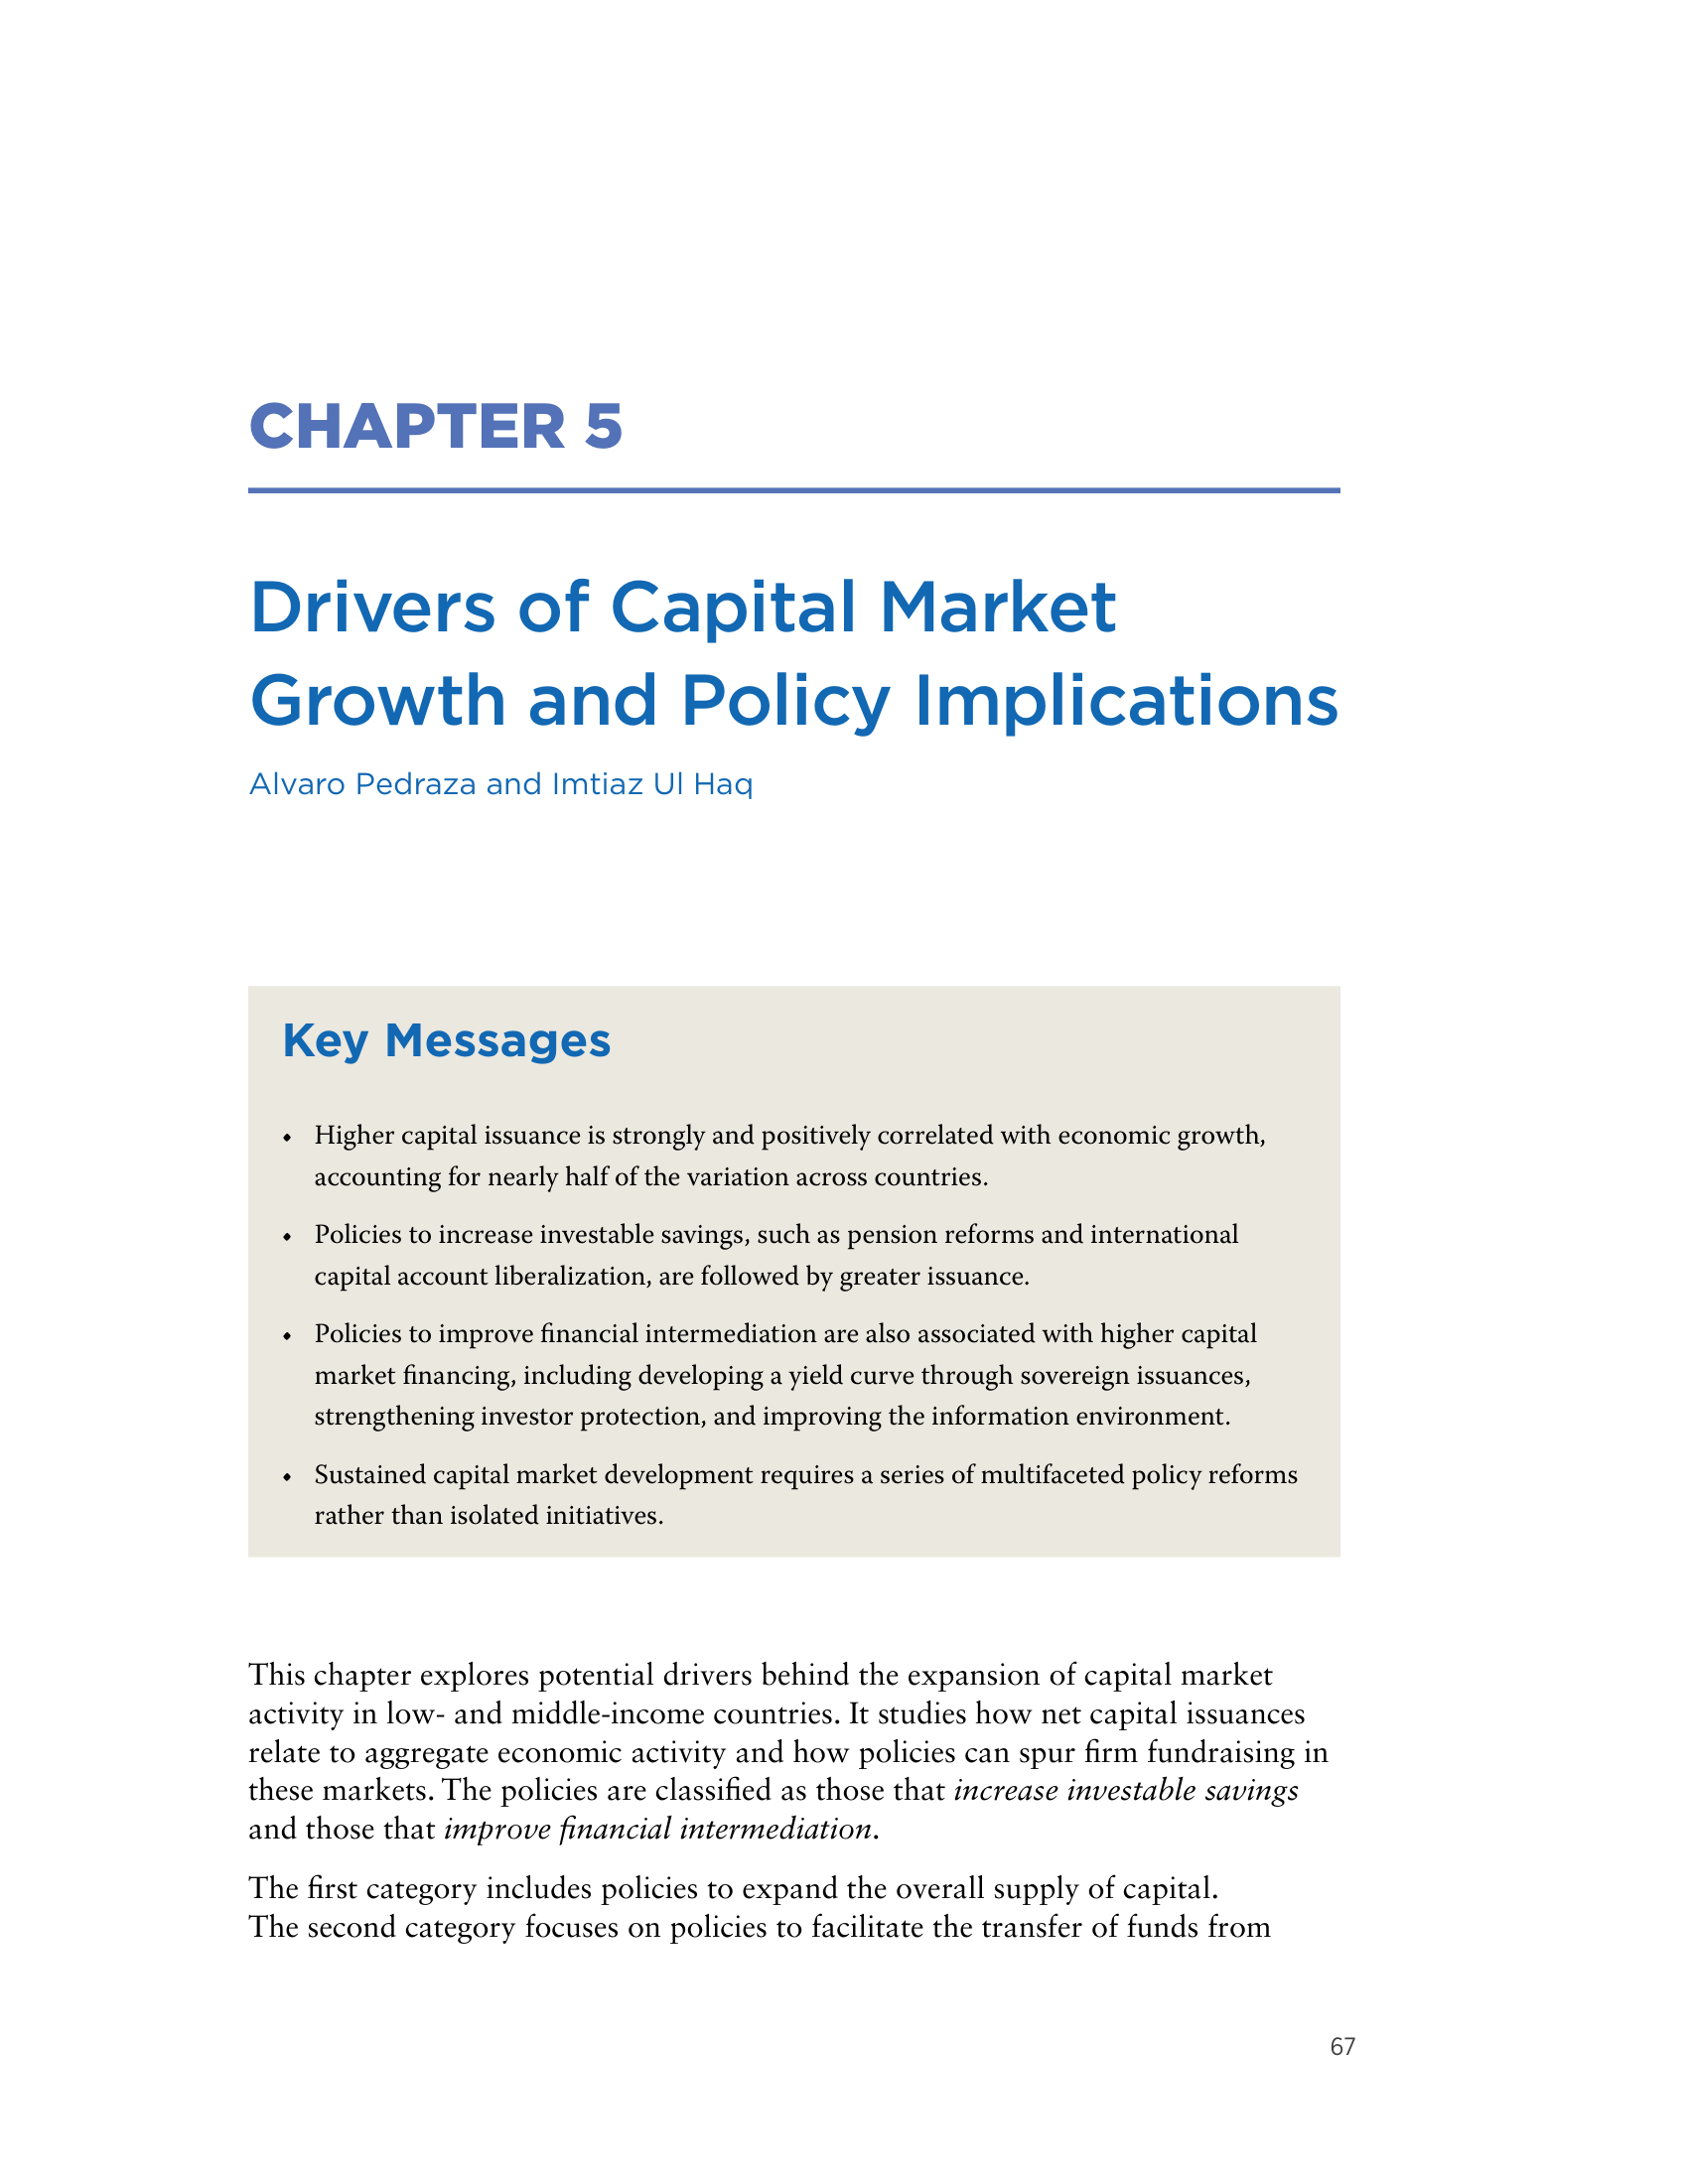 CHAPTER 5
Drivers of Capital Market
Growth and Policy Implications
Alvaro Pedraza and Imtiaz Ul Haq
Key Messages
• Higher capital issuance is strongly and positively correlated with economic growth,
accounting for nearly half of the variation across countries.
• Policies to increase investable savings, such as pension reforms and international
capital account liberalization, are followed by greater issuance.
• Policies to improve financial intermediation are also associated with higher capital
market financing, including developing a yield curve through sovereign issuances,
strengthening investor protection, and improving the information environment.
• Sustained capital market development requires a series of multifaceted policy reforms
rather than isolated initiatives.
This chapter explores potential drivers behind the expansion of capital market
activity in low- and middle-income countries. It studies how net capital issuances
relate to aggregate economic activity and how policies can spur firm fundraising in
these markets. The policies are classified as those that increase investable savings
and those that improve financial intermediation.
The first category includes policies to expand the overall supply of capital.
The second category focuses on policies to facilitate the transfer of funds from
67